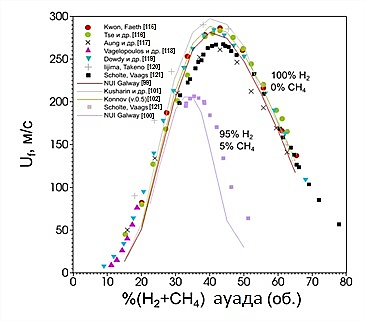 300
250
200
150
100
50
0
U_f, м/с
Kwon, Faeth [116]
Tse и др. [116]
Aung и др. [117]
Vagelopoulos и др. [118]
Dowdy и др. [119]
Iijima, Takeno [120]
Scholte, Vaags [121]
NUI Galway [99]
Kusharin и др. [101]
Konnov (v.0.5) [102]
Scholte, Vaags [121]
NUI Galway [100]
100% H₂
0% CH₄
95% H₂
5% CH₄
0 10 20 30 40 50 60 70 80
%(H₂+CH₄) ауада (об.)